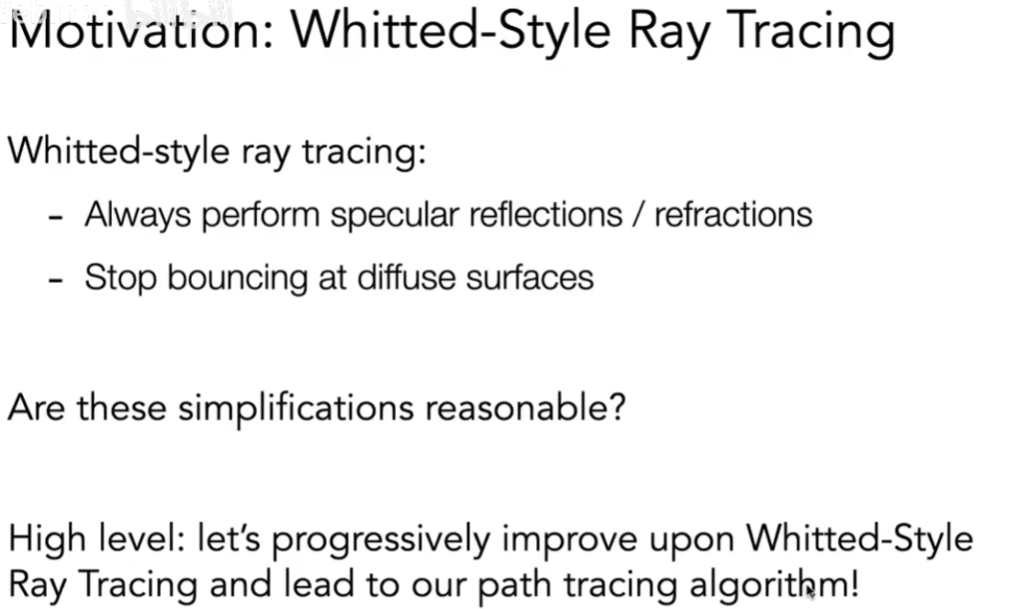 Motivation: Whitted-Style Ray Tracing
Whitted-style ray tracing:
- Always perform specular reflections / refractions
- Stop bouncing at diffuse surfaces
Are these simplifications reasonable?
High level: let's progressively improve upon Whitted-Style
Ray Tracing and lead to our path tracing algorithm!